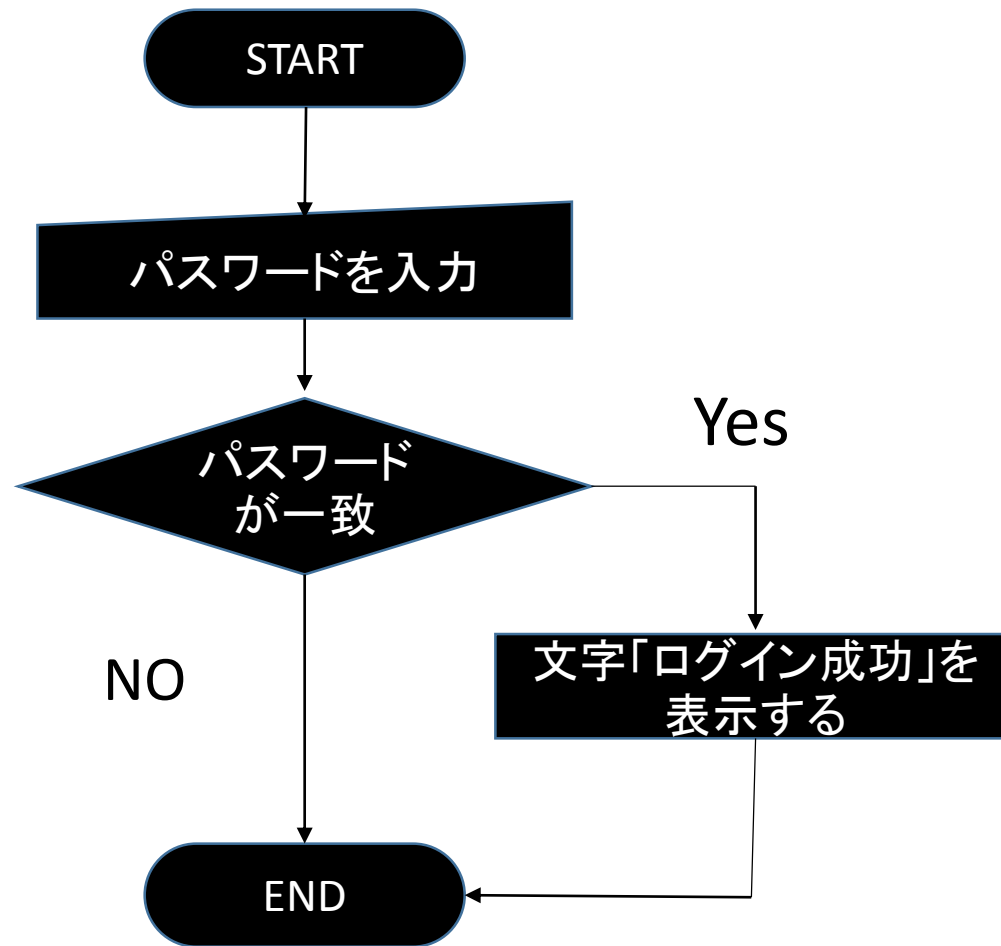 START
パスワードを入力
パスワード
が一致
Yes
NO
文字「ログイン成功」を
表示する
END